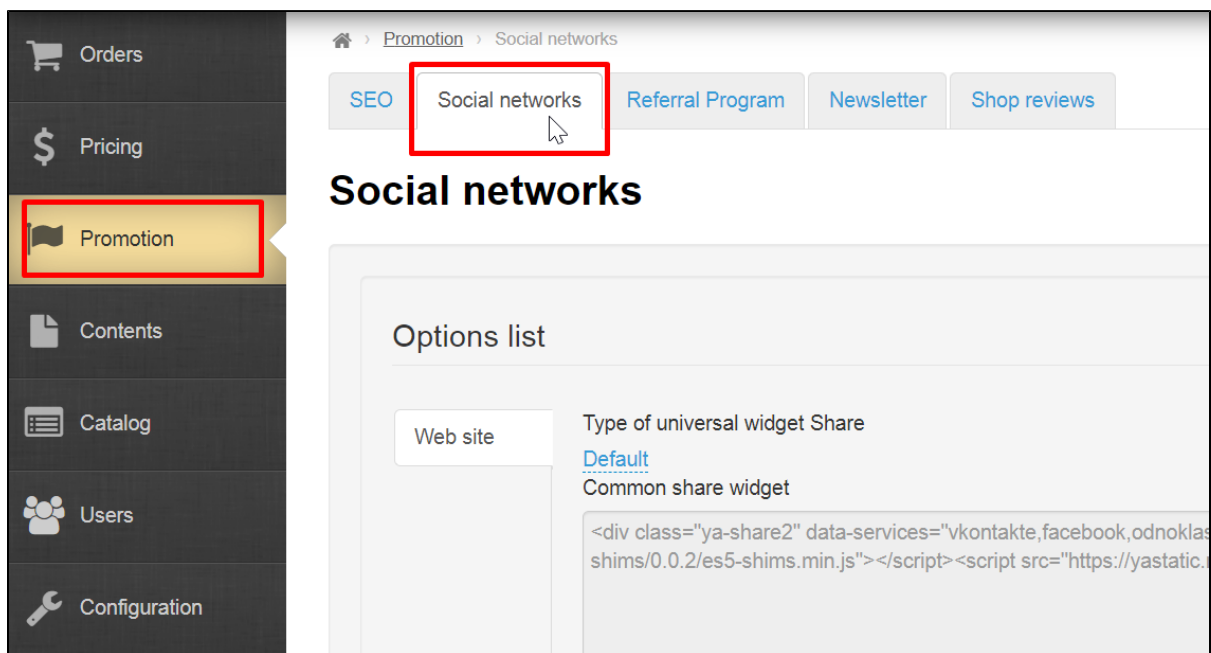 Orders
Pricing
Promotion
Contents
Catalog
Users
Configuration
Promotion › Social networks
SEO
Social networks
Referral Program
Newsletter
Shop reviews
Social networks
Options list
Web site
Type of universal widget Share
Default
Common share widget
<div class="ya-share2" data-services="vkontakte,facebook,odnoklas
shims/0.0.2/es5-shims.min.js"></script><script src="https://yastatic.